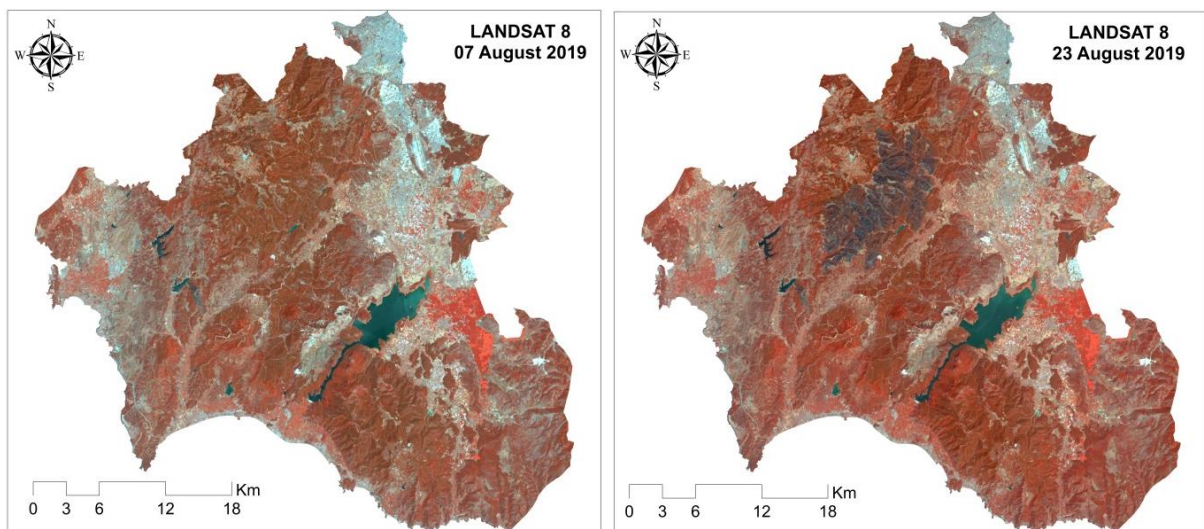 N
W E
S
LANDSAT 8
07 August 2019
Km
0 3 6 12 18
N
W E
S
LANDSAT 8
23 August 2019
Km
0 3 6 12 18